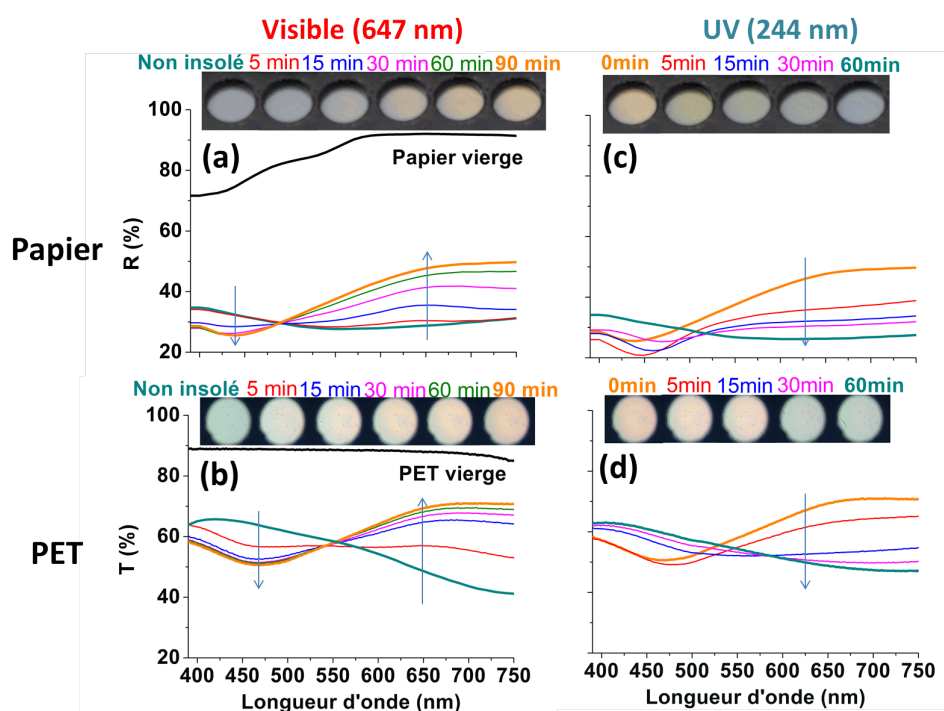 Visible (647 nm)
UV (244 nm)
Non insolé 5 min 15 min 30 min 60 min 90 min
0min 5min 15min 30min 60min
100
80
60
40
20
R (%)
(a)
Papier vierge
(c)
Papier
Non insolé 5 min 15 min 30 min 60 min 90 min
0min 5min 15min 30min 60min
100
80
60
40
20
T (%)
(b)
PET vierge
(d)
PET
400 450 500 550 600 650 700 750
Longueur d'onde (nm)
400 450 500 550 600 650 700 750
Longueur d'onde (nm)